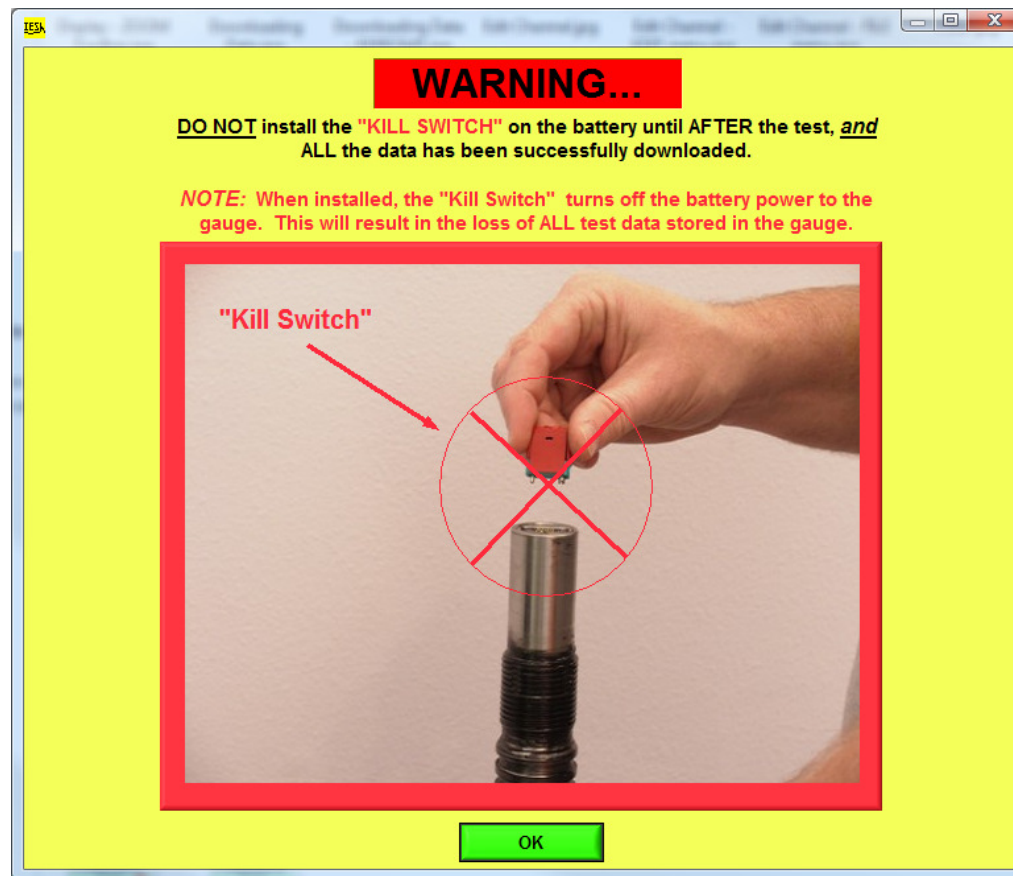 IESA
WARNING...
DO NOT install the "KILL SWITCH" on the battery until AFTER the test, and
ALL the data has been successfully downloaded.
NOTE: When installed, the "Kill Switch" turns off the battery power to the
gauge. This will result in the loss of ALL test data stored in the gauge.
"Kill Switch"
OK